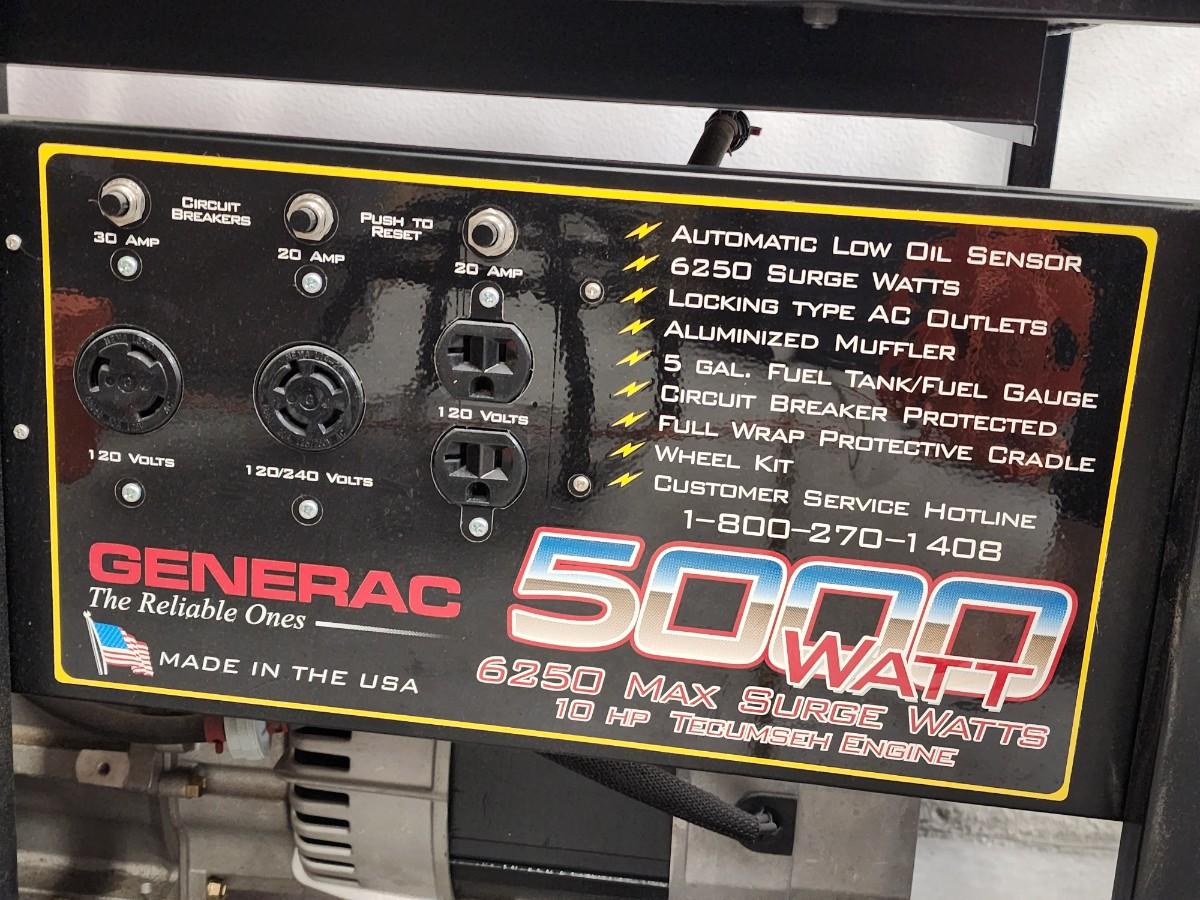 CIRCUIT
BREAKERS
PUSH TO
RESET
30 AMP
20 AMP
20 AMP
120 VOLTS
120/240 VOLTS
120 VOLTS
AUTOMATIC LOW OIL SENSOR
6250 SURGE WATTS
LOCKING TYPE AC OUTLETS
ALUMINIZED MUFFLER
5 GAL. FUEL TANK/FUEL GAUGE
CIRCUIT BREAKER PROTECTED
FULL WRAP PROTECTIVE CRADLE
WHEEL KIT
CUSTOMER SERVICE HOTLINE
1-800-270-1408
GENERAC
The Reliable Ones
MADE IN THE USA
5000
WATT
6250 MAX SURGE WATTS
10 HP TECUMSEH ENGINE